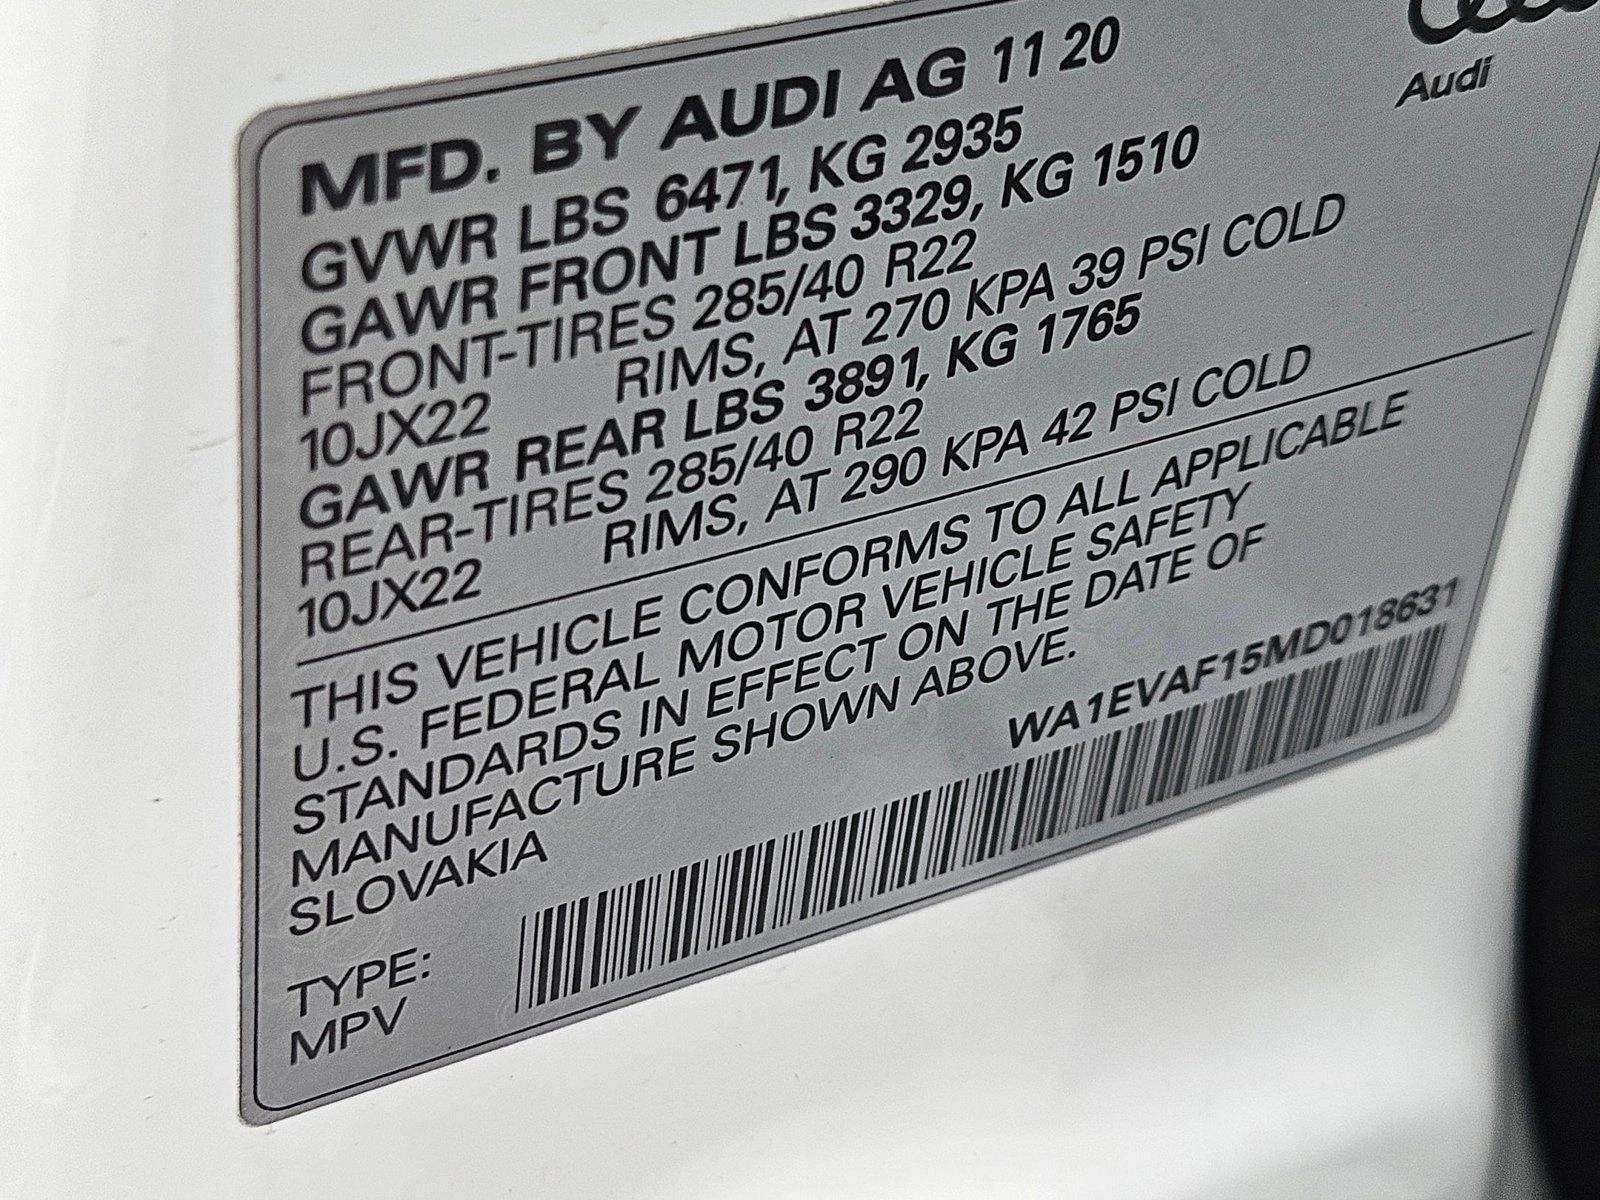 Audi
MFD. BY AUDI AG 11 20
GVWR LBS 6471, KG 2935
GAWR FRONT LBS 3329, KG 1510
FRONT-TIRES 285/40 R22
10JX22 RIMS, AT 270 KPA 39 PSI COLD
GAWR REAR LBS 3891, KG 1765
REAR-TIRES 285/40 R22
10JX22 RIMS, AT 290 KPA 42 PSI COLD
THIS VEHICLE CONFORMS TO ALL APPLICABLE
U.S. FEDERAL MOTOR VEHICLE SAFETY
STANDARDS IN EFFECT ON THE DATE OF
MANUFACTURE SHOWN ABOVE.
SLOVAKIA
WA1EVAF15MD018631
TYPE:
MPV